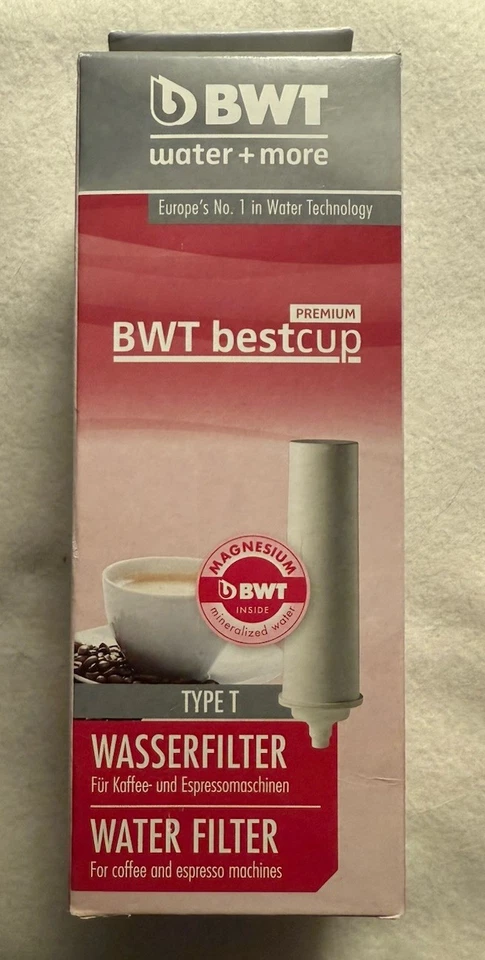 BWT
water + more
Europe's No. 1 in Water Technology
PREMIUM
BWT bestcup
MAGNESIUM
BWT
INSIDE
mineralized water
TYPE T
WASSERFILTER
Für Kaffee- und Espressomaschinen
WATER FILTER
For coffee and espresso machines